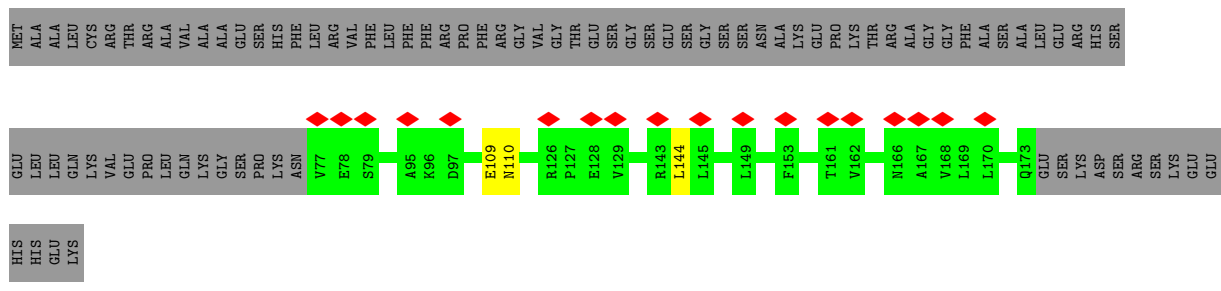 MET ALA ALA LEU CYS ARG THR ARG ALA VAL ALA ALA GLU SER HIS PHE LEU ARG VAL PHE LEU PHE PHE ARG PRO PHE ARG GLY VAL GLY THR GLU SER GLY SER GLU SER GLY SER SER ASN ALA LYS GLU PRO LYS THR ARG ALA GLY GLY PHE ALA SER ALA LEU GLU ARG HIS SER
GLU LEU LEU GLN LYS VAL GLU PRO LEU GLN LYS GLY SER PRO LYS ASN V77 E78 S79 A95 K96 D97 E109 N110 R126 P127 E128 V129 R143 L144 L145 L149 F153 T161 V162 N166 A167 V168 L169 L170 Q173 GLU SER LYS ASP SER ARG SER LYS GLU GLU
HIS HIS GLU LYS